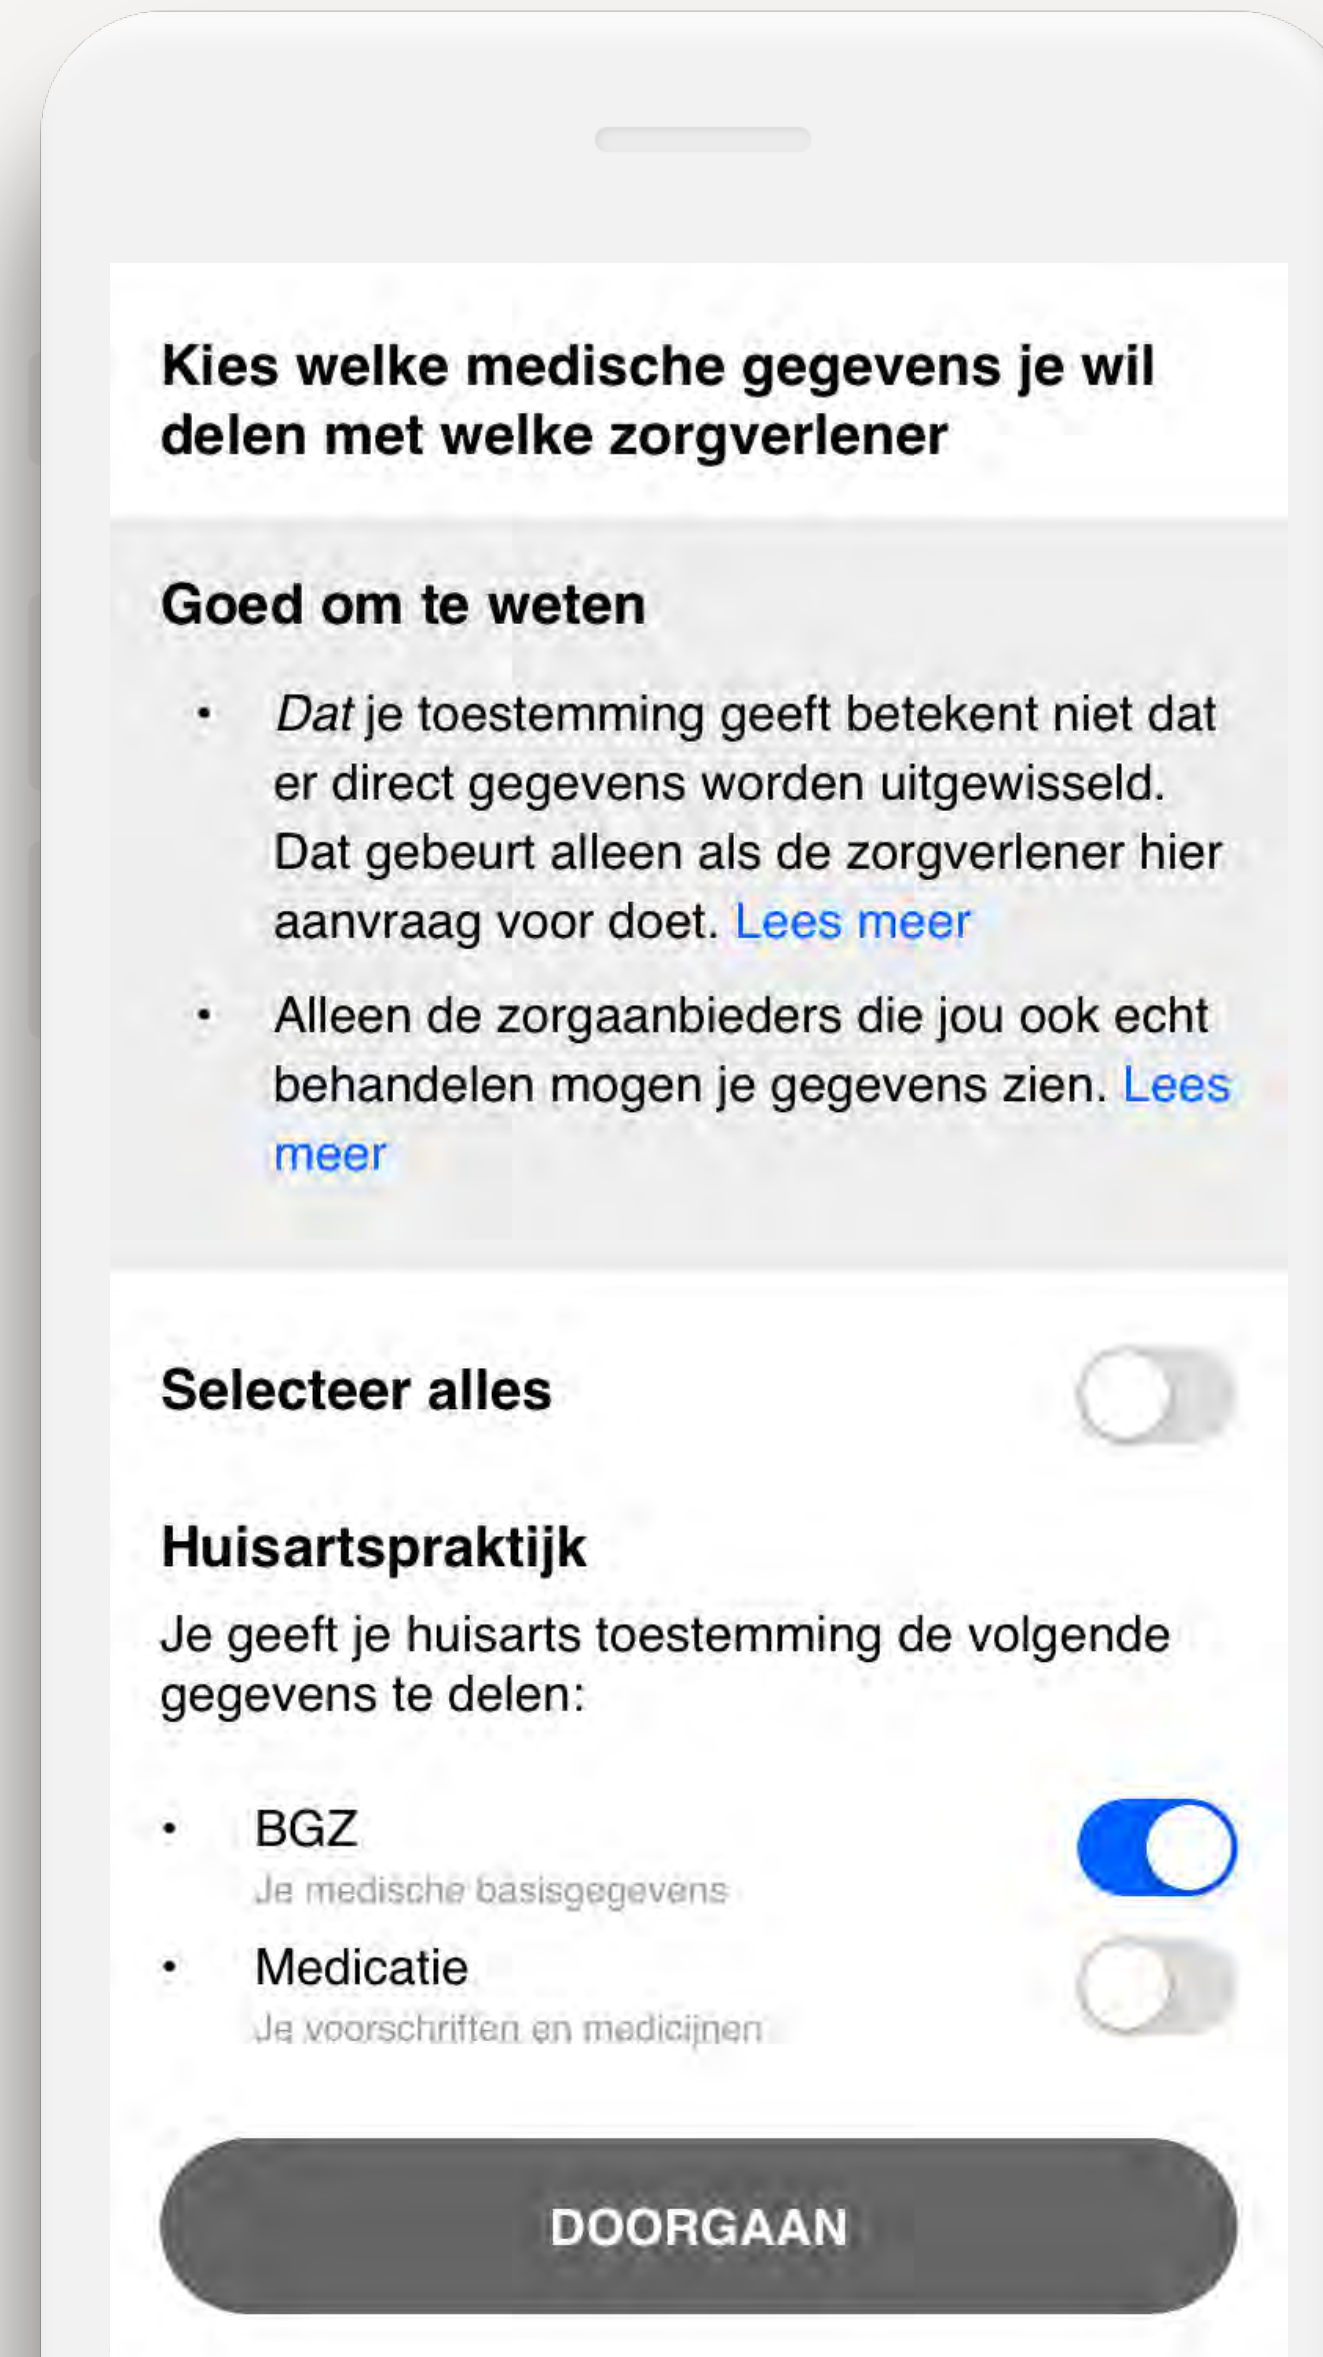 Kies welke medische gegevens je wil
delen met welke zorgverlener
Goed om te weten
• Dat je toestemming geeft betekent niet dat
er direct gegevens worden uitgewisseld.
Dat gebeurt alleen als de zorgverlener hier
aanvraag voor doet. Lees meer
• Alleen de zorgaanbieders die jou ook echt
behandelen mogen je gegevens zien. Lees
meer
Selecteer alles
Huisartspraktijk
Je geeft je huisarts toestemming de volgende
gegevens te delen:
• BGZ
Je medische basisgegevens
• Medicatie
Je voorschriften en medicijnen
DOORGAAN